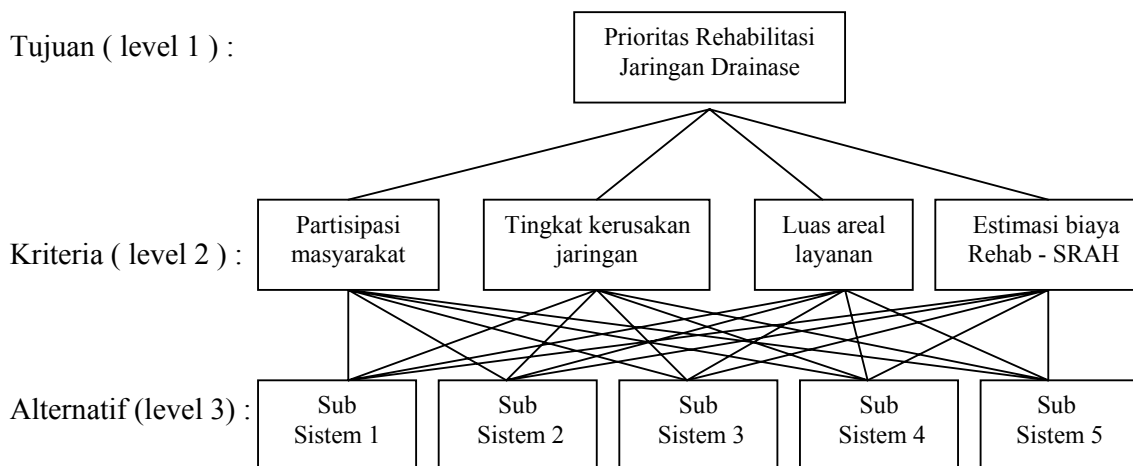 Tujuan ( level 1 ) :
Prioritas Rehabilitasi
Jaringan Drainase
Kriteria ( level 2 ) :
Partisipasi
masyarakat
Tingkat kerusakan
jaringan
Luas areal
layanan
Estimasi biaya
Rehab - SRAH
Alternatif (level 3) :
Sub
Sistem 1
Sub
Sistem 2
Sub
Sistem 3
Sub
Sistem 4
Sub
Sistem 5